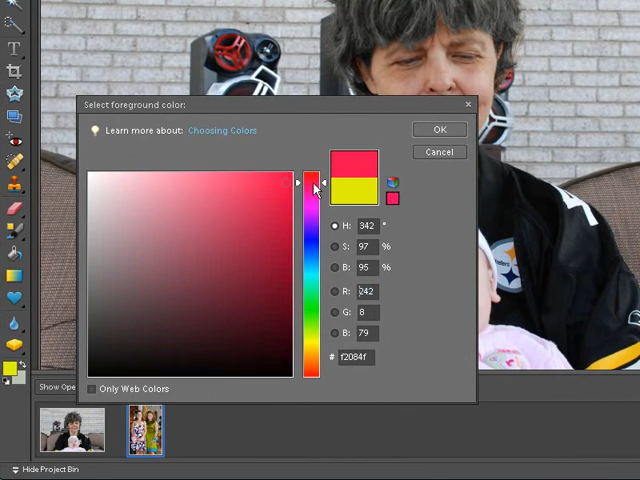 T
Select foreground color:
Learn more about: Choosing Colors
OK
Cancel
H: 342 °
S: 97 %
B: 95 %
R: 242
G: 8
B: 79
# f2084f
Only Web Colors
Show Ope
Hide Project Bin